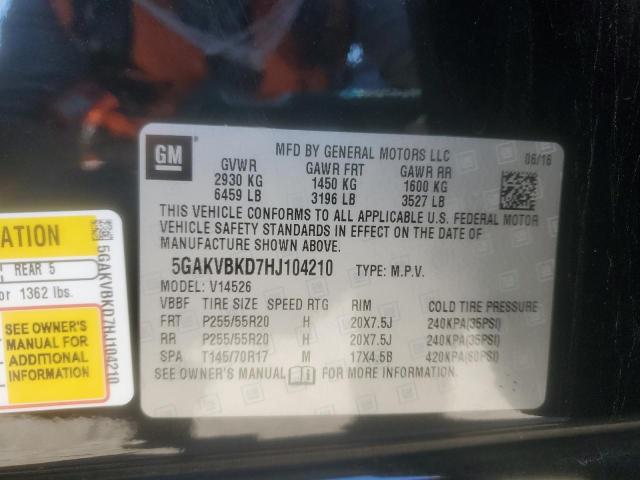 GM
MFD BY GENERAL MOTORS LLC
06/16
GVWR GAWR FRT GAWR RR
2930 KG 1450 KG 1600 KG
6459 LB 3196 LB 3527 LB
THIS VEHICLE CONFORMS TO ALL APPLICABLE U.S. FEDERAL MOTOR
VEHICLE SAFETY STANDARDS IN EFFECT ON THE DATE OF
MANUFACTURE SHOWN ABOVE.
5GAKVBKD7HJ104210 TYPE: M.P.V.
MODEL: V14526
VBBF TIRE SIZE SPEED RTG RIM COLD TIRE PRESSURE
FRT P255/55R20 H 20X7.5J 240KPA(35PSI)
RR P255/55R20 H 20X7.5J 240KPA(35PSI)
SPA T145/70R17 M 17X4.5B 420KPA(60PSI)
SEE OWNER'S MANUAL FOR MORE INFORMATION.
ATION
REAR 5
or 1362 lbs.
SEE OWNER'S
MANUAL FOR
ADDITIONAL
INFORMATION
5GAKVBKD7HJ104210